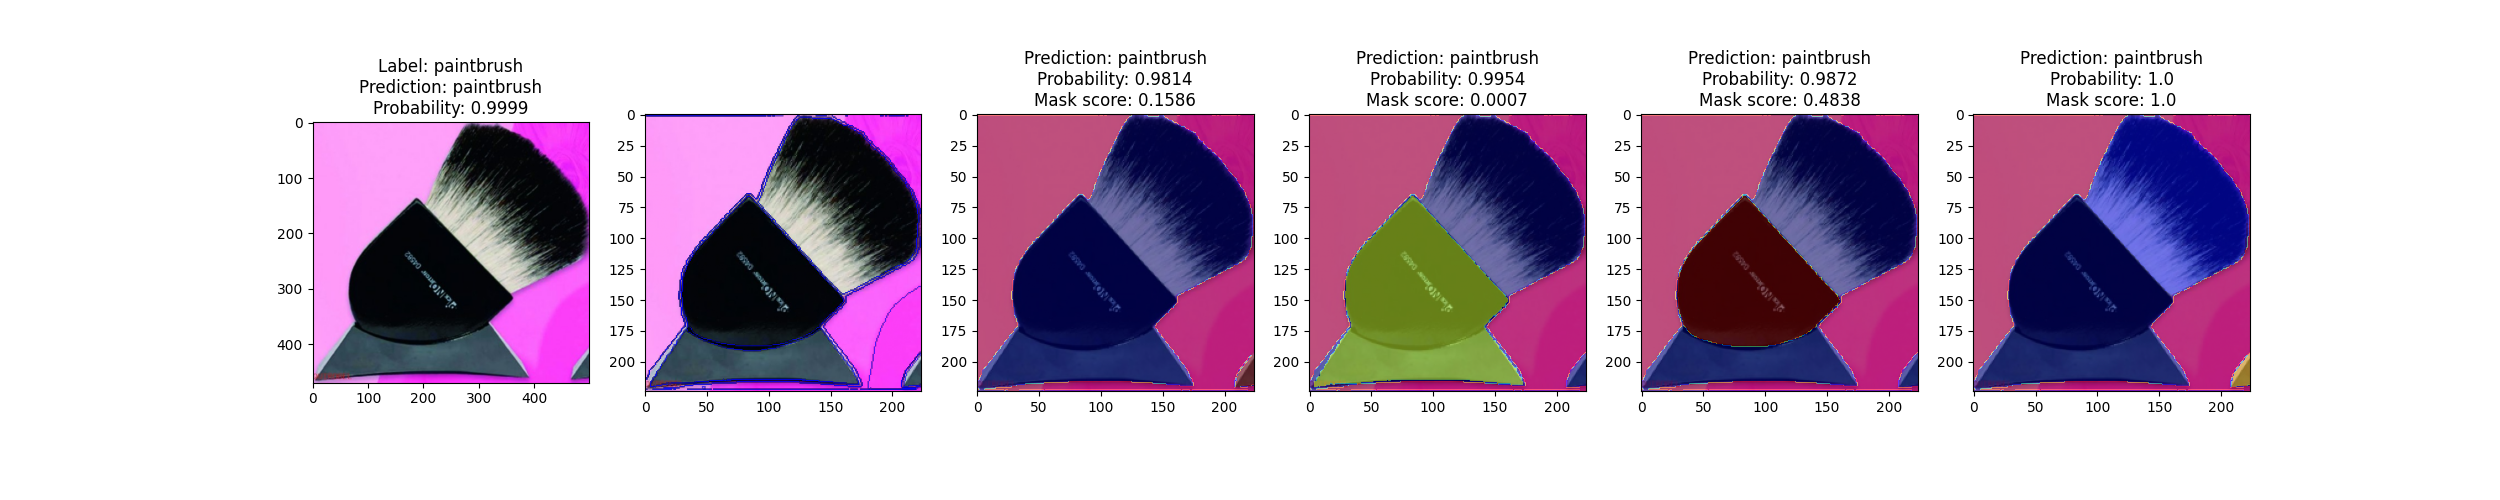 Label: paintbrush
Prediction: paintbrush
Probability: 0.9999
Prediction: paintbrush
Probability: 0.9814
Mask score: 0.1586
Prediction: paintbrush
Probability: 0.9954
Mask score: 0.0007
Prediction: paintbrush
Probability: 0.9872
Mask score: 0.4838
Prediction: paintbrush
Probability: 1.0
Mask score: 1.0
0
100
200
300
400
0 100 200 300 400
0
25
50
75
100
125
150
175
200
0 50 100 150 200
0
25
50
75
100
125
150
175
200
0 50 100 150 200
0
25
50
75
100
125
150
175
200
0 50 100 150 200
0
25
50
75
100
125
150
175
200
0 50 100 150 200
0
25
50
75
100
125
150
175
200
0 50 100 150 200